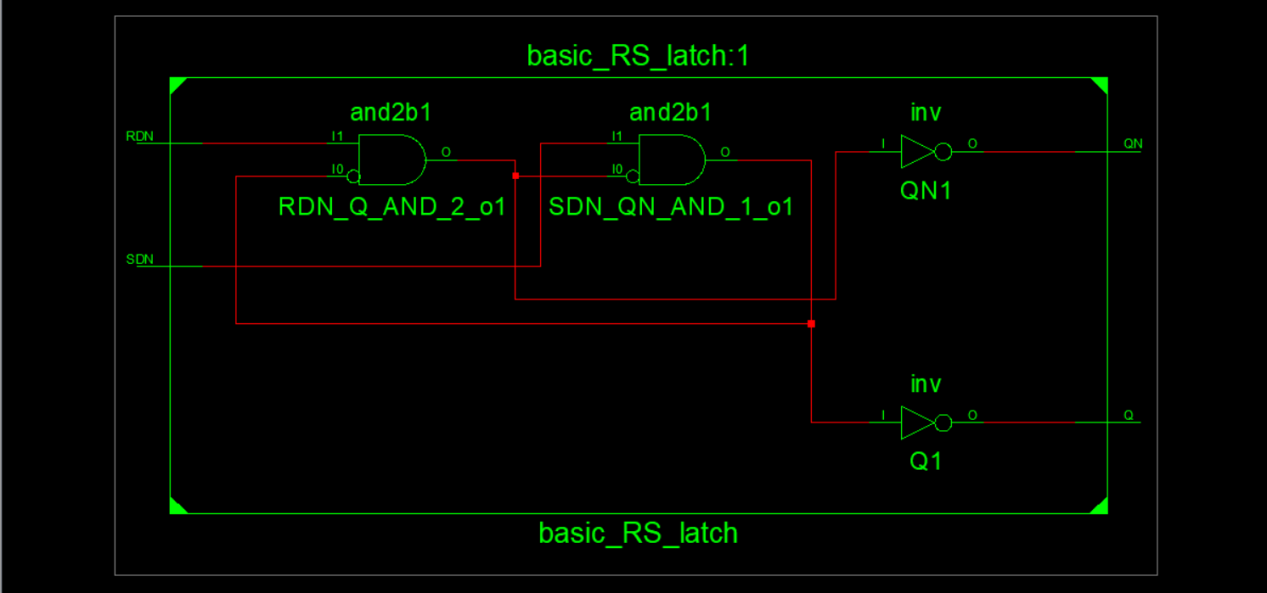 basic_RS_latch:1
and2b1
and2b1
inv
RDN
I1
O
I0
I1
O
I0
I
O
QN
RDN_Q_AND_2_o1
SDN_QN_AND_1_o1
QN1
SDN
inv
I
O
Q
Q1
basic_RS_latch